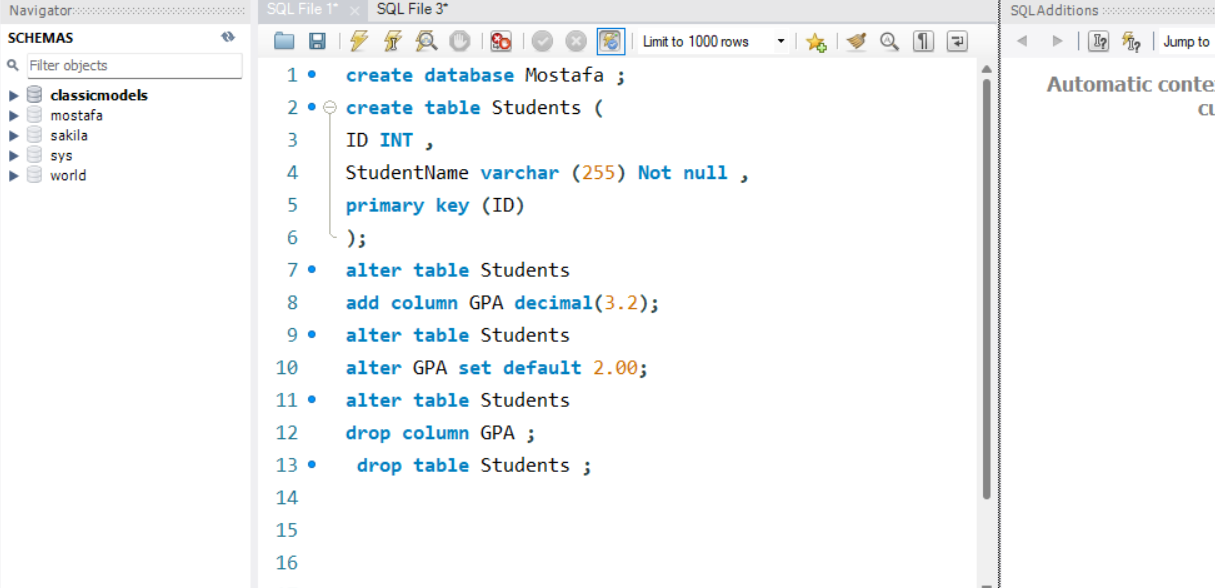 Navigator
SCHEMAS
Filter objects
classicmodels
mostafa
sakila
sys
world
SQL File 1* × SQL File 3*
Limit to 1000 rows
1 create database Mostafa ;
2 create table Students (
3 ID INT ,
4 StudentName varchar (255) Not null ,
5 primary key (ID)
6 );
7 alter table Students
8 add column GPA decimal(3.2);
9 alter table Students
10 alter GPA set default 2.00;
11 alter table Students
12 drop column GPA ;
13 drop table Students ;
14
15
16
SQLAdditions
Jump to
Automatic conte
cu